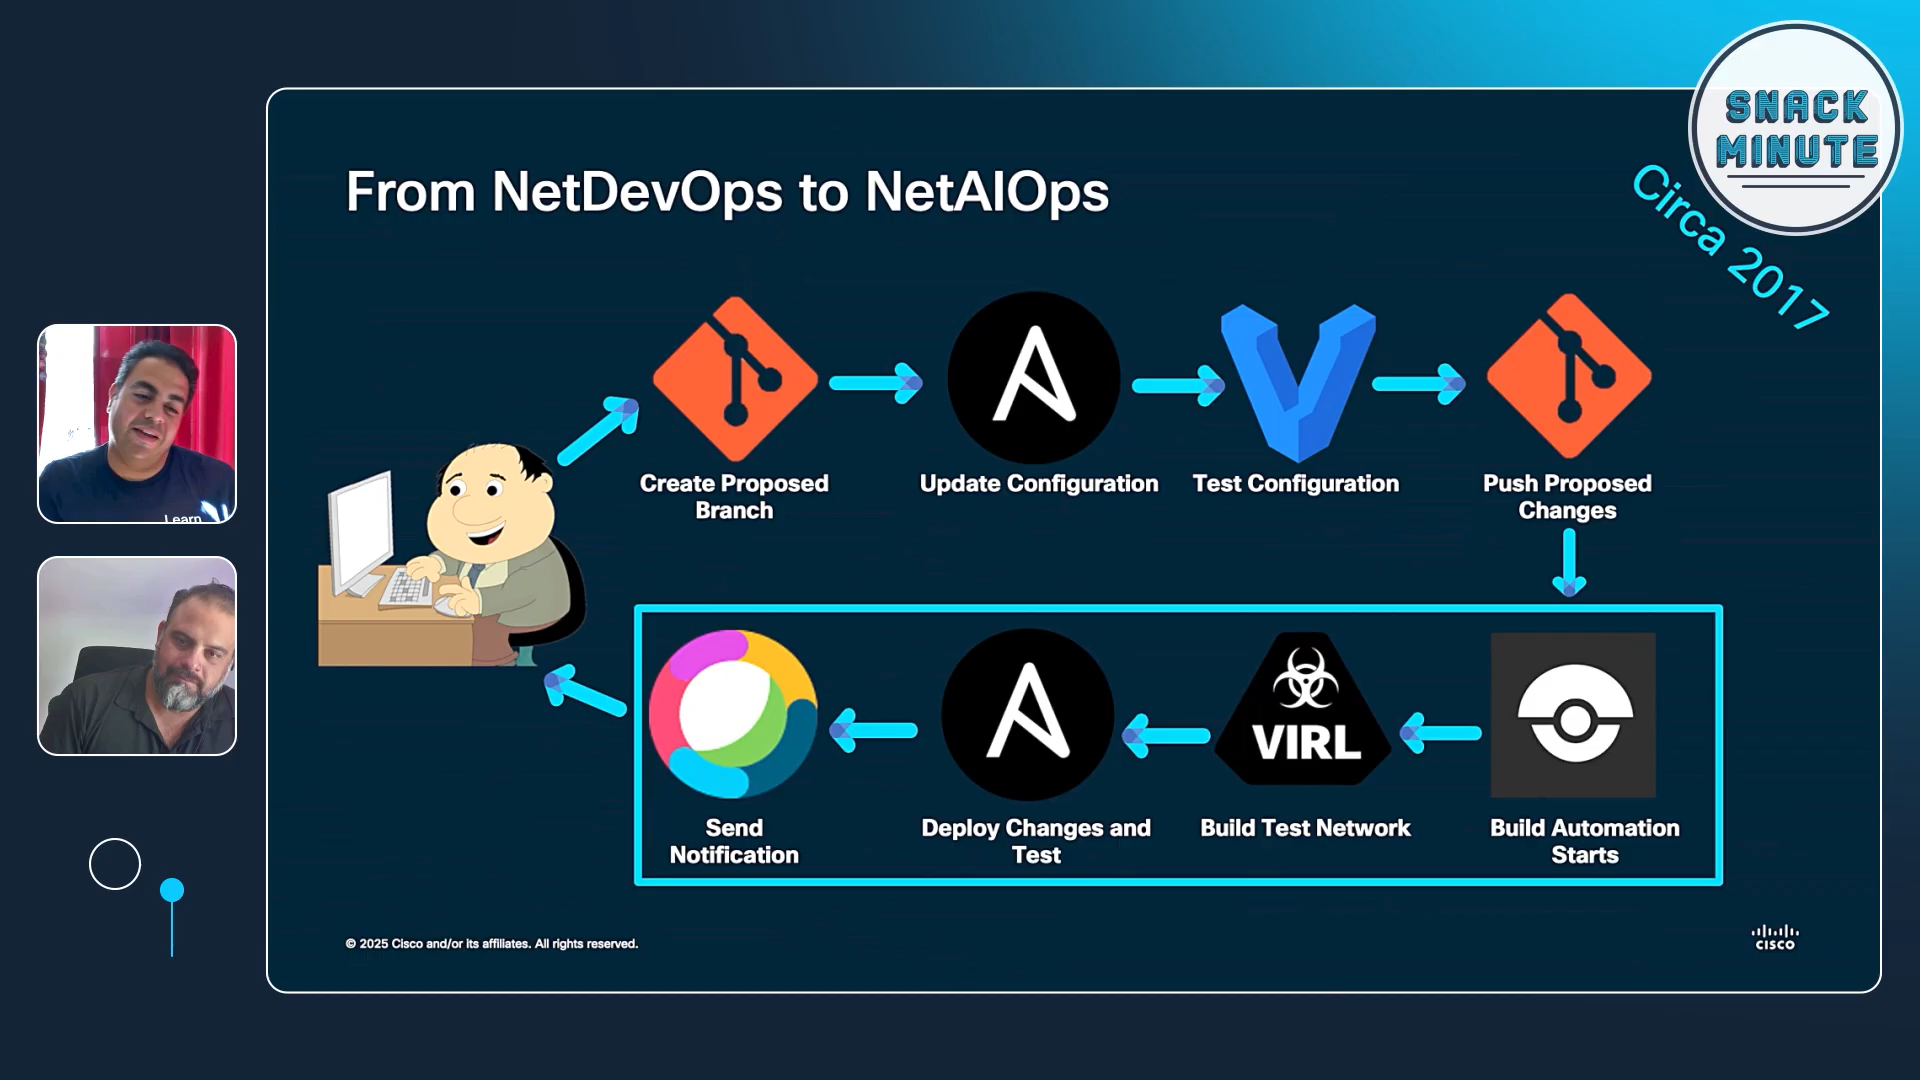 SNACK
MINUTE
Circa 2017
From NetDevOps to NetAIOps
Create Proposed
Branch
Update Configuration
Test Configuration
Push Proposed
Changes
Learn
VIRL
Send
Notification
Deploy Changes and
Test
Build Test Network
Build Automation
Starts
© 2025 Cisco and/or its affiliates. All rights reserved.
CISCO